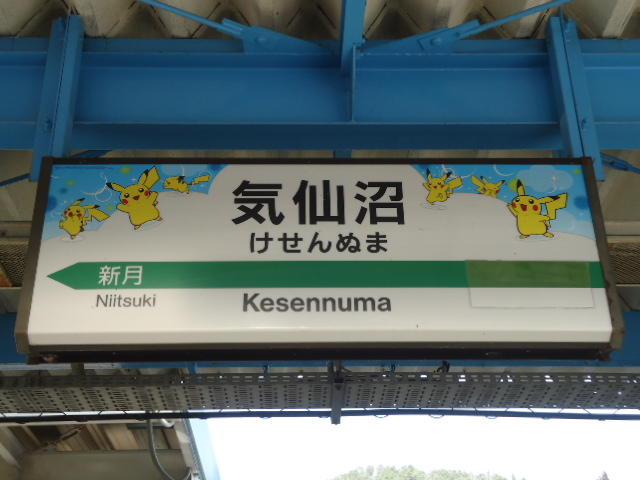 気仙沼
けせんぬま
新月
Niitsuki
Kesennuma